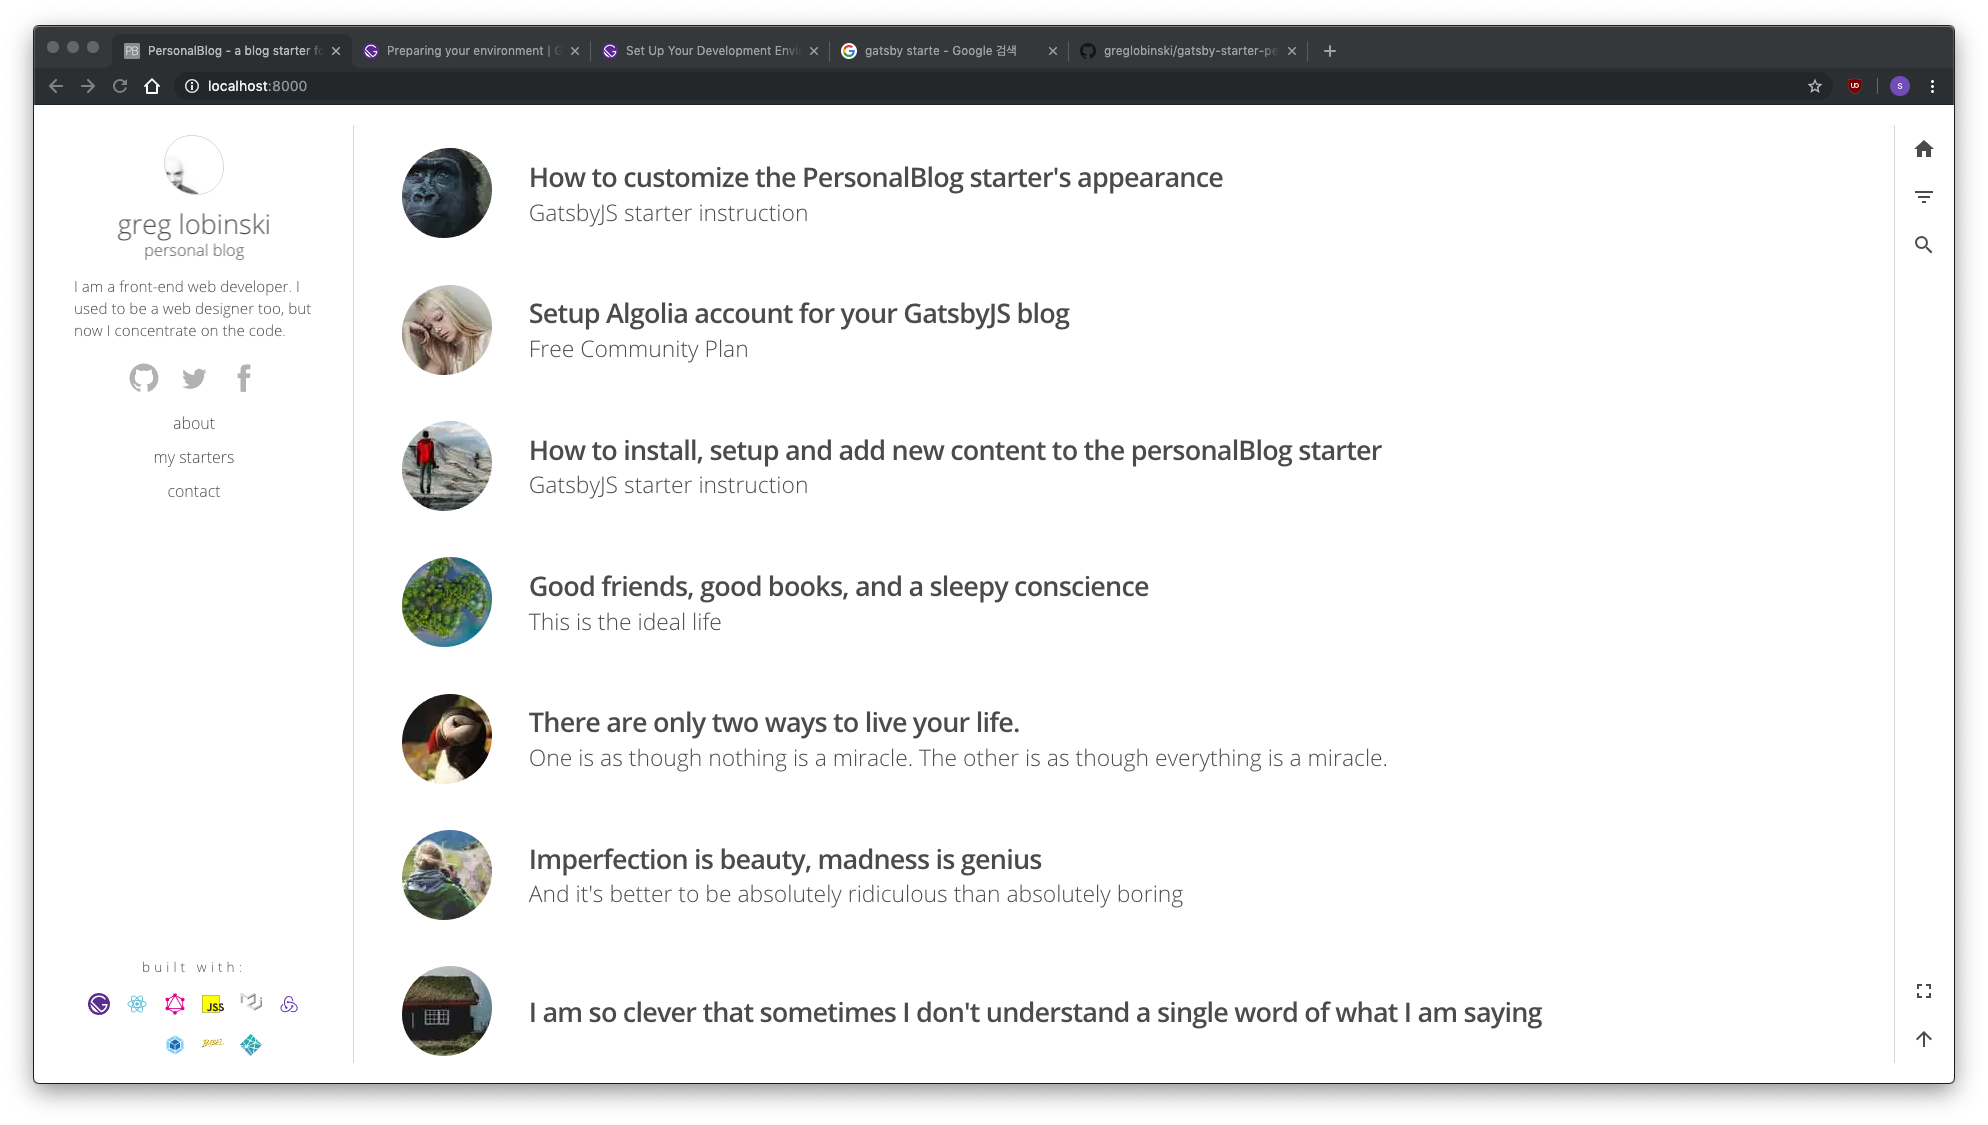 PersonalBlog - a blog starter fo
Preparing your environment | G
Set Up Your Development Envi
gatsby starte - Google 검색
greglobinski/gatsby-starter-pe
localhost:8000
S
greg lobinski
personal blog
I am a front-end web developer. I
used to be a web designer too, but
now I concentrate on the code.
about
my starters
contact
How to customize the PersonalBlog starter's appearance
GatsbyJS starter instruction
Setup Algolia account for your GatsbyJS blog
Free Community Plan
How to install, setup and add new content to the personalBlog starter
GatsbyJS starter instruction
Good friends, good books, and a sleepy conscience
This is the ideal life
There are only two ways to live your life.
One is as though nothing is a miracle. The other is as though everything is a miracle.
Imperfection is beauty, madness is genius
And it's better to be absolutely ridiculous than absolutely boring
I am so clever that sometimes I don't understand a single word of what I am saying
built with:
JSS
BABEL